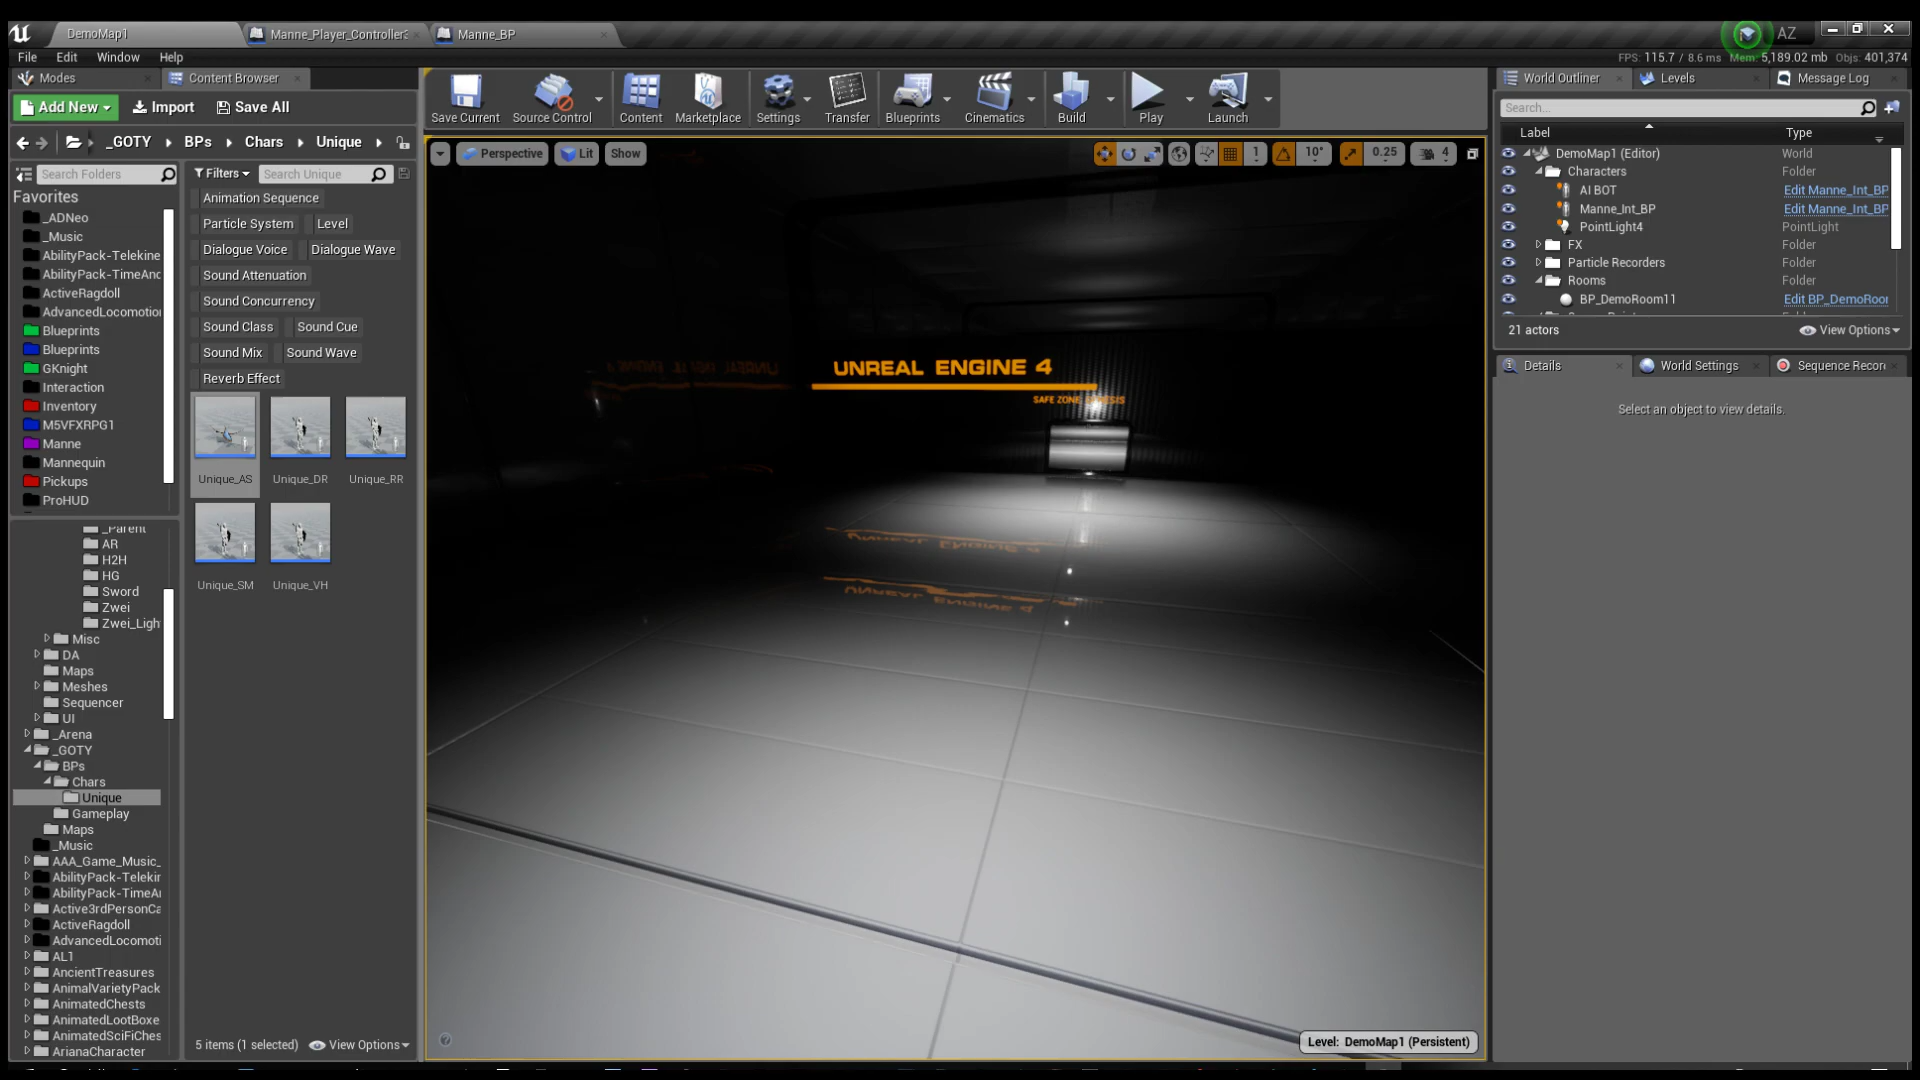 DemoMap1
Manne_Player_Controller
Manne_BP
AZ
File Edit Window Help
FPS: 115.7 / 8.6 ms Mem: 5,189.02 mb Objs: 401,374
Modes
Content Browser
Add New
Import
Save All
_GOTY BPs Chars Unique
Search Folders
Favorites
_ADNeo
_Music
AbilityPack-Telekine
AbilityPack-TimeAnd
ActiveRagdoll
AdvancedLocomotion
Blueprints
Blueprints
GKnight
Interaction
Inventory
M5VFXRPG1
Manne
Mannequin
Pickups
ProHUD
_Parent
AR
H2H
HG
Sword
Zwei
Zwei_Ligh
Misc
DA
Maps
Meshes
Sequencer
UI
_Arena
_GOTY
BPs
Chars
Unique
Gameplay
Maps
_Music
AAA_Game_Music_
AbilityPack-Telekin
AbilityPack-TimeAn
Active3rdPersonCa
ActiveRagdoll
AdvancedLocomoti
AL1
AncientTreasures
AnimalVarietyPack
AnimatedChests
AnimatedLootBoxe
AnimatedSciFiChes
ArianaCharacter
Filters
Search Unique
Animation Sequence
Particle System Level
Dialogue Voice Dialogue Wave
Sound Attenuation
Sound Concurrency
Sound Class Sound Cue
Sound Mix Sound Wave
Reverb Effect
Unique_AS Unique_DR Unique_RR
Unique_SM Unique_VH
5 items (1 selected) View Options
Save Current Source Control Content Marketplace Settings Transfer Blueprints Cinematics Build Play Launch
Perspective Lit Show
1 10° 0.25 4
UNREAL ENGINE 4
SAFE ZONE
Level: DemoMap1 (Persistent)
World Outliner
Levels
Message Log
Search...
Label Type
DemoMap1 (Editor) World
Characters Folder
AI BOT Edit Manne_Int_BP
Manne_Int_BP Edit Manne_Int_BP
PointLight4 PointLight
FX Folder
Particle Recorders Folder
Rooms Folder
BP_DemoRoom11 Edit BP_DemoRoor
21 actors View Options
Details
World Settings
Sequence Recor
Select an object to view details.